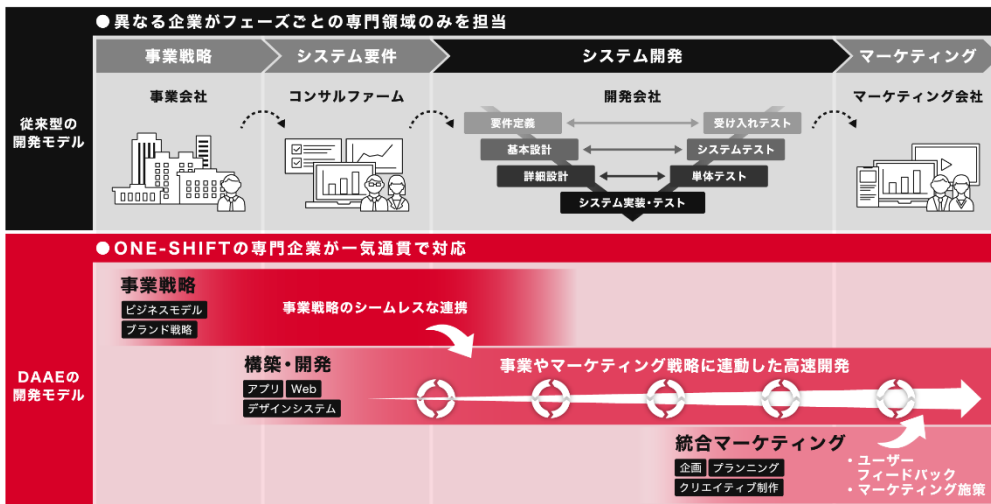 ●異なる企業がフェーズごとの専門領域のみを担当
事業戦略
システム要件
システム開発
マーケティング
従来型の
開発モデル
事業会社
コンサルファーム
開発会社
マーケティング会社
要件定義
受け入れテスト
基本設計
システムテスト
詳細設計
単体テスト
システム実装・テスト
●ONE-SHIFTの専門企業が一気通貫で対応
DAAEの
開発モデル
事業戦略
ビジネスモデル
ブランド戦略
事業戦略のシームレスな連携
構築・開発
アプリ Web
デザインシステム
事業やマーケティング戦略に連動した高速開発
統合マーケティング
企画 プランニング
クリエイティブ制作
・ユーザー
フィードバック
・マーケティング施策